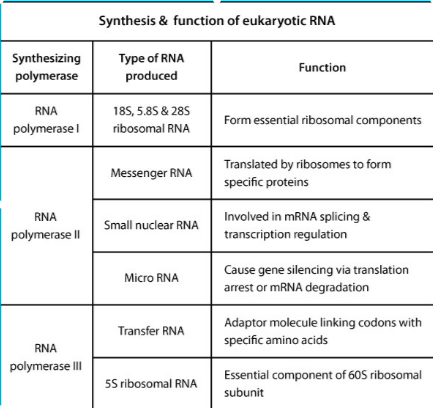 Synthesis & function of eukaryotic RNA
Synthesizing
polymerase
Type of RNA
produced
Function
RNA
polymerase I
18S, 5.8S & 28S
ribosomal RNA
Form essential ribosomal components
RNA
polymerase II
Messenger RNA
Translated by ribosomes to form
specific proteins
Small nuclear RNA
Involved in mRNA splicing &
transcription regulation
Micro RNA
Cause gene silencing via translation
arrest or mRNA degradation
RNA
polymerase III
Transfer RNA
Adaptor molecule linking codons with
specific amino acids
5S ribosomal RNA
Essential component of 60S ribosomal
subunit